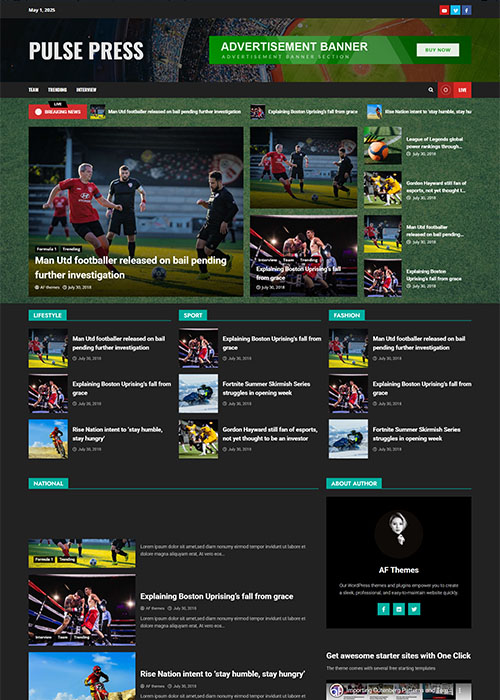 May 1, 2025
PULSE PRESS
ADVERTISEMENT BANNER
ADVERTISEMENT BANNER SECTION
BUY NOW
TEAM TRENDING INTERVIEW
LIVE
LIVE
BREAKING NEWS
Man Utd footballer released on bail pending further investigation
Explaining Boston Uprising's fall from grace
Rise Nation intent to 'stay humble, stay hu
Formula 1 Trending
Man Utd footballer released on bail pending
further investigation
AF themes July 30, 2018
Interview Team Trending
Explaining Boston Uprising's fall
from grace
July 30, 2018
League of Legends global
power rankings through...
July 30, 2018
Gordon Hayward still fan of
esports, not yet thought t...
July 30, 2018
Man Utd footballer
released on bail pending...
July 30, 2018
Explaining Boston
Uprising's fall from grace
July 30, 2018
LIFESTYLE
Man Utd footballer released on bail
pending further investigation
July 30, 2018
Explaining Boston Uprising's fall from
grace
July 30, 2018
Rise Nation intent to 'stay humble,
stay hungry'
July 30, 2018
SPORT
Explaining Boston Uprising's fall from
grace
July 30, 2018
Fortnite Summer Skirmish Series
struggles in opening week
July 30, 2018
Gordon Hayward still fan of esports,
not yet thought to be an investor
July 30, 2018
FASHION
Man Utd footballer released on bail
pending further investigation
July 30, 2018
Explaining Boston Uprising's fall from
grace
July 30, 2018
Fortnite Summer Skirmish Series
struggles in opening week
July 30, 2018
NATIONAL
Formula 1 Trending
Lorem ipsum dolor sit amet,sed diam nonumy eirmod tempor invidunt ut labore et
dolore magna aliquyam erat, At vero eos...
Interview Team Trending
Explaining Boston Uprising's fall from grace
AF themes July 30, 2018
Lorem ipsum dolor sit amet,sed diam nonumy eirmod tempor invidunt ut labore et
dolore magna aliquyam erat, At vero eos...
Rise Nation intent to 'stay humble, stay hungry'
AF themes July 30, 2018
Lorem ipsum dolor sit amet,sed diam nonumy eirmod tempor invidunt ut labore et
ABOUT AUTHOR
AF Themes
Our WordPress themes and plugins empower you to create
a sleek, professional, and easy-to-maintain website quickly.
Get awesome starter sites with One Click
The theme comes with several free starting templates
Importing Gutenberg Patterns and Temp...